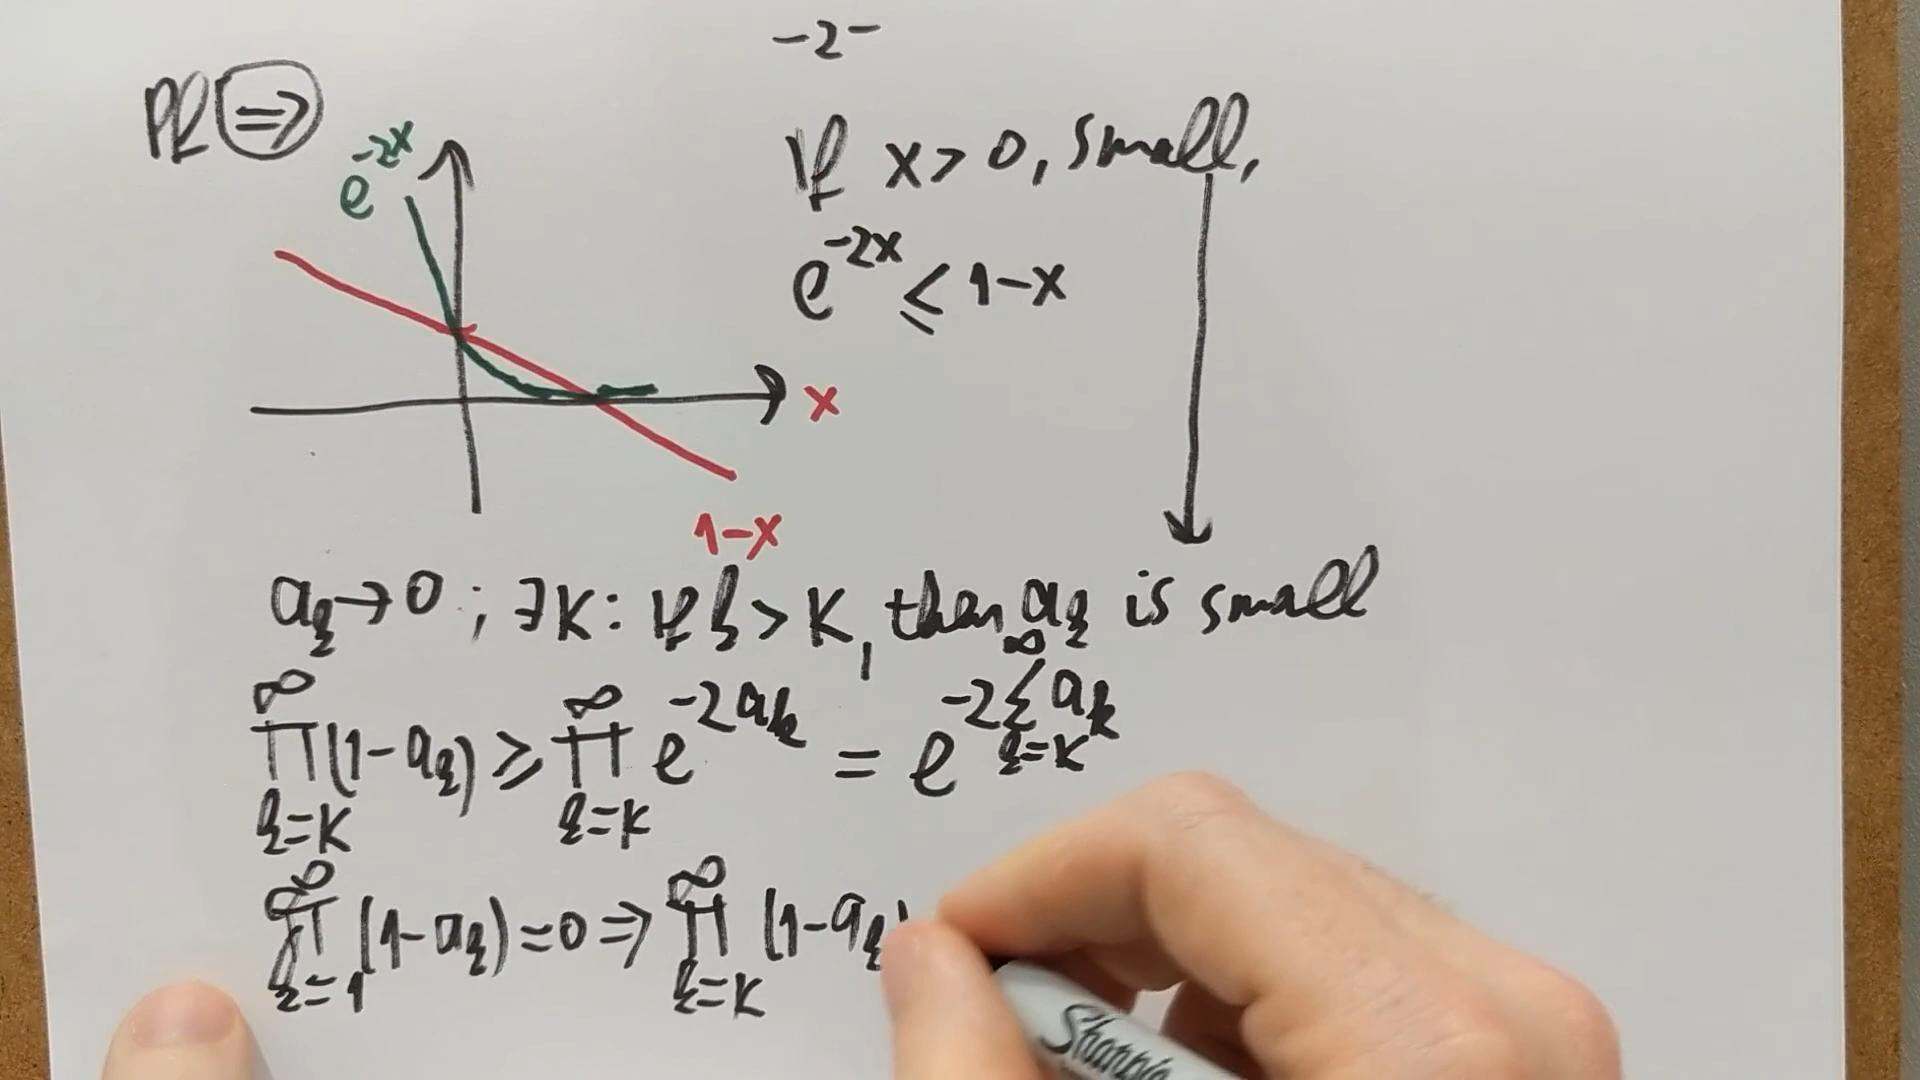 -2-
Pf ⇒
If x > 0, small,
e^{-2x}
e^{-2x} ≤ 1-x
x
1-x
a_k → 0 ; ∃K : If k > K, then a_k is small
∏_{k=K}^{∞} (1-a_k) ≥ ∏_{k=K}^{∞} e^{-2a_k} = e^{-2∑_{k=K}^{∞} a_k}
∏_{k=1}^{∞} (1-a_k) = 0 ⇒ ∏_{k=K}^{∞} (1-a_k)
Sharpie